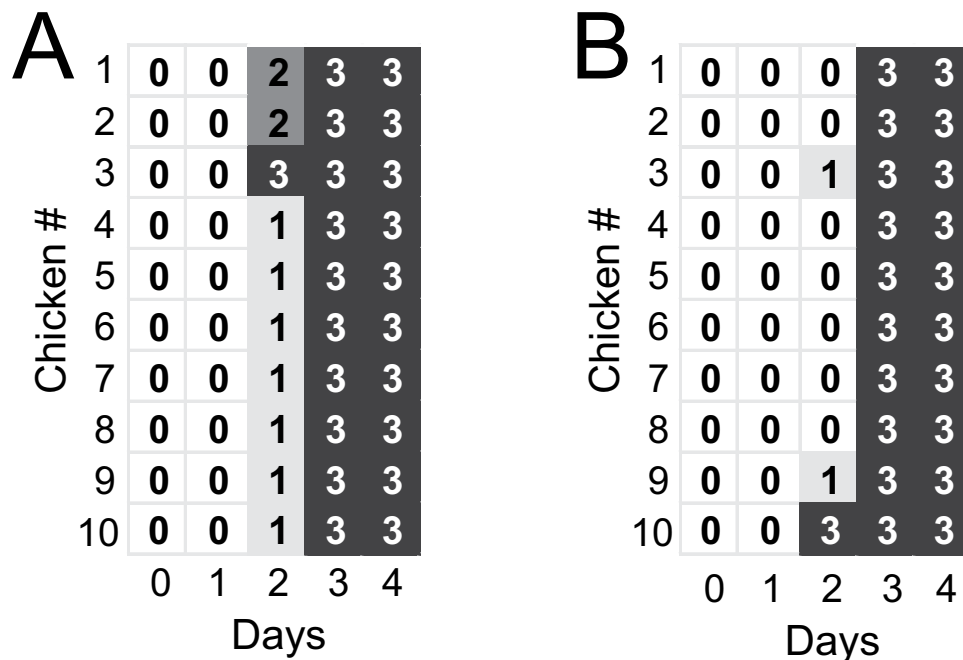 A
B
Chicken #
1 0 0 2 3 3
2 0 0 2 3 3
3 0 0 3 3 3
4 0 0 1 3 3
5 0 0 1 3 3
6 0 0 1 3 3
7 0 0 1 3 3
8 0 0 1 3 3
9 0 0 1 3 3
10 0 0 1 3 3
0 1 2 3 4
Days
Chicken #
1 0 0 0 3 3
2 0 0 0 3 3
3 0 0 1 3 3
4 0 0 0 3 3
5 0 0 0 3 3
6 0 0 0 3 3
7 0 0 0 3 3
8 0 0 0 3 3
9 0 0 1 3 3
10 0 0 3 3 3
0 1 2 3 4
Days